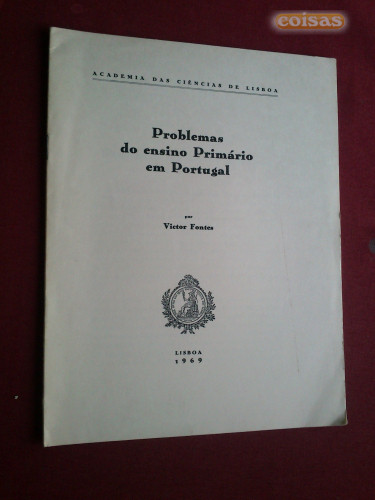 coisas
ACADEMIA DAS CIÊNCIAS DE LISBOA
Problemas
do ensino Primário
em Portugal
por
Victor Fontes
LISBOA
1969